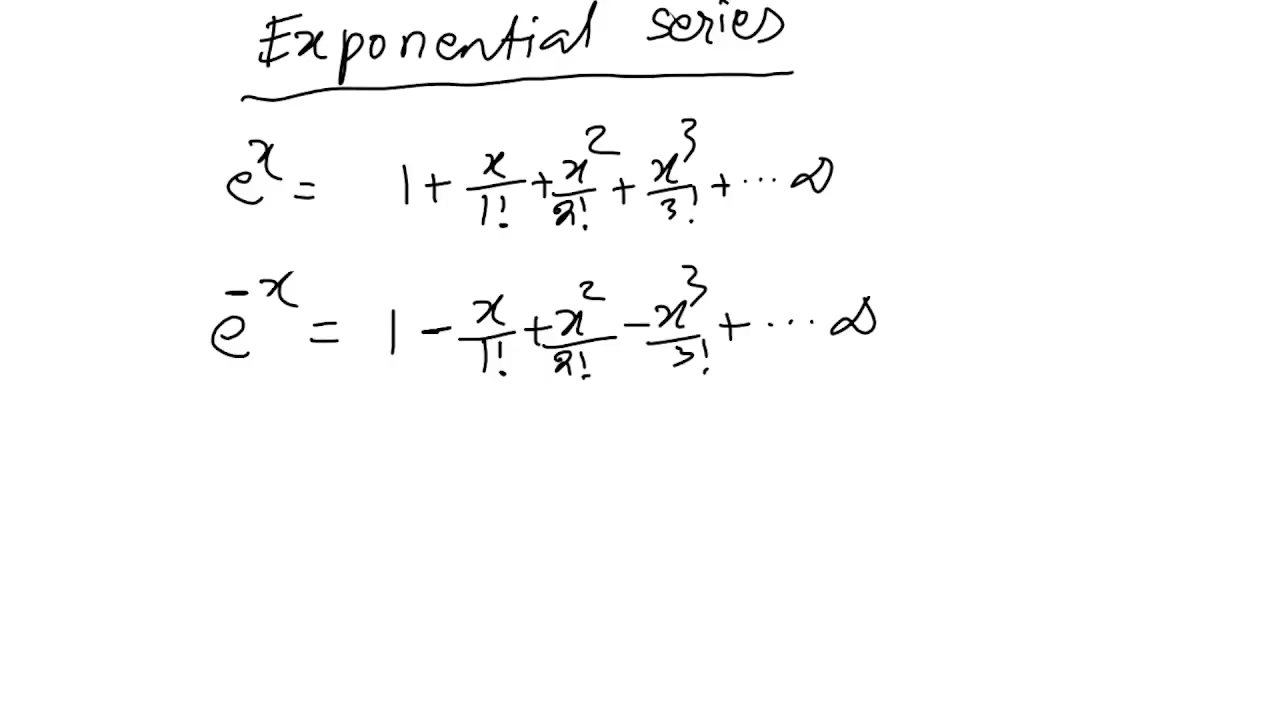 Exponential series
e^x = 1 + x/1! + x^2/2! + x^3/3! + ... ∞
e^-x = 1 - x/1! + x^2/2! - x^3/3! + ... ∞